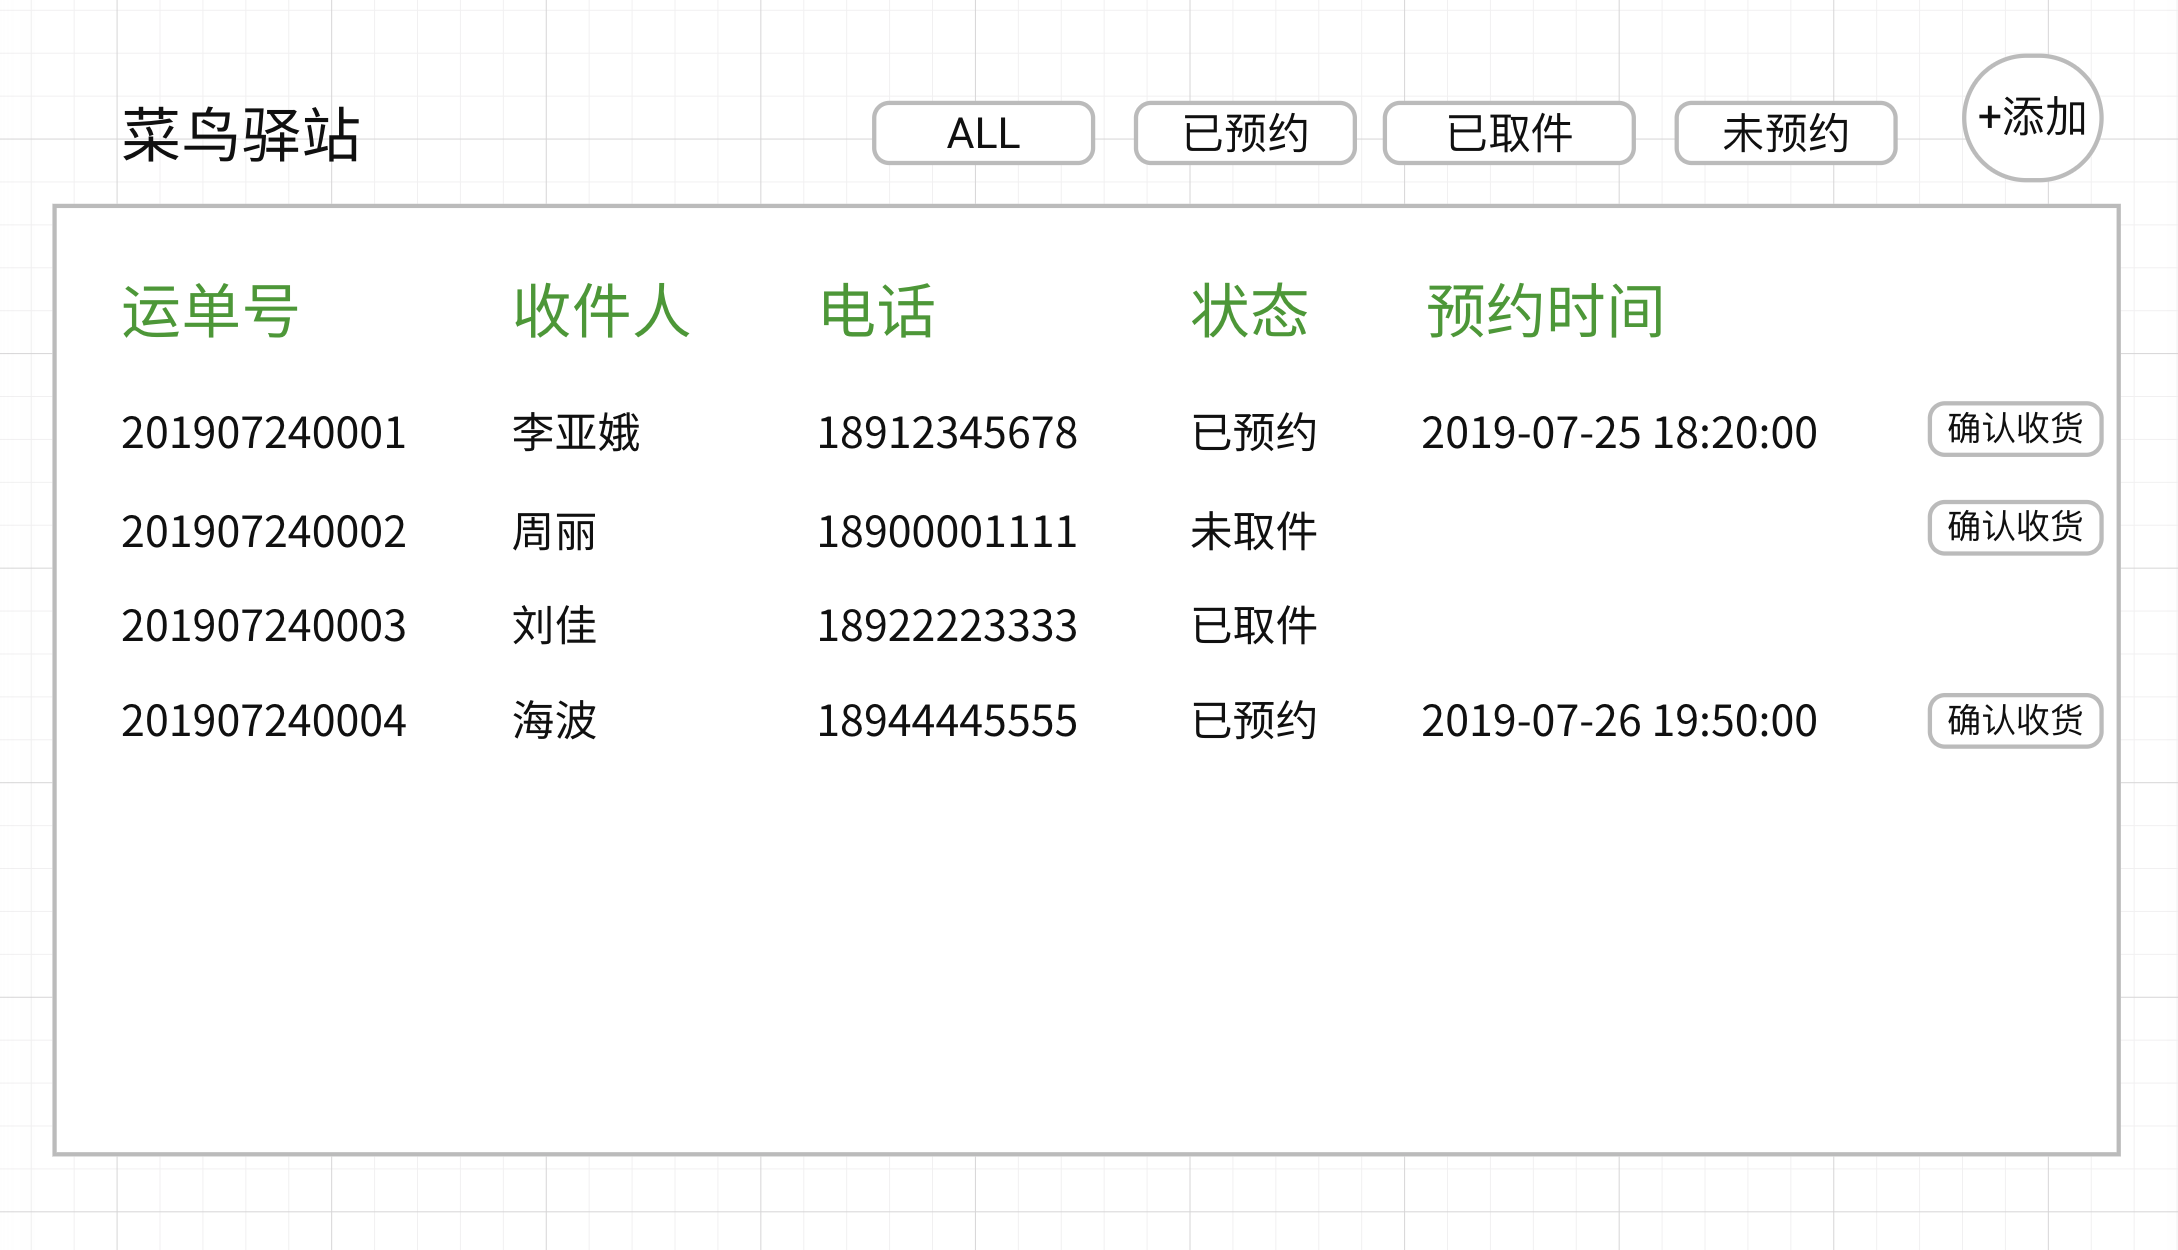 菜鸟驿站 ALL 已预约 已取件 未预约 +添加
运单号 收件人 电话 状态 预约时间
201907240001 李亚娥 18912345678 已预约 2019-07-25 18:20:00 确认收货
201907240002 周丽 18900001111 未取件 确认收货
201907240003 刘佳 18922223333 已取件
201907240004 海波 18944445555 已预约 2019-07-26 19:50:00 确认收货